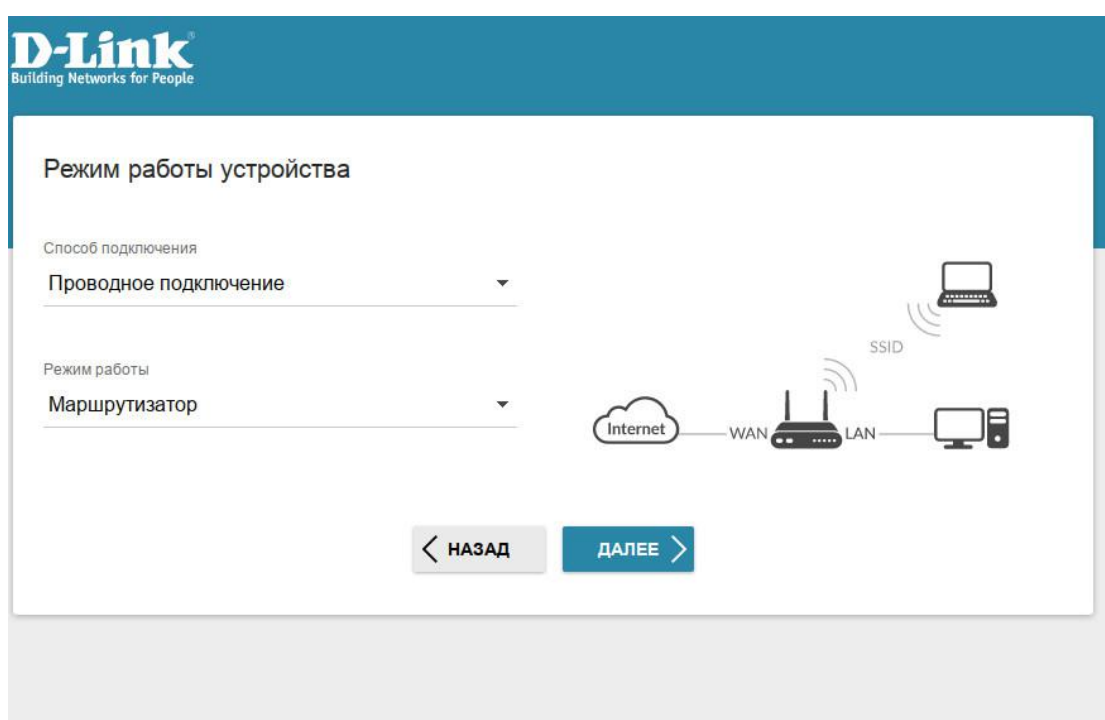 D-Link
Building Networks for People
Режим работы устройства
Способ подключения
Проводное подключение
Режим работы
Маршрутизатор
SSID
Internet
WAN
LAN
НАЗАД
ДАЛЕЕ